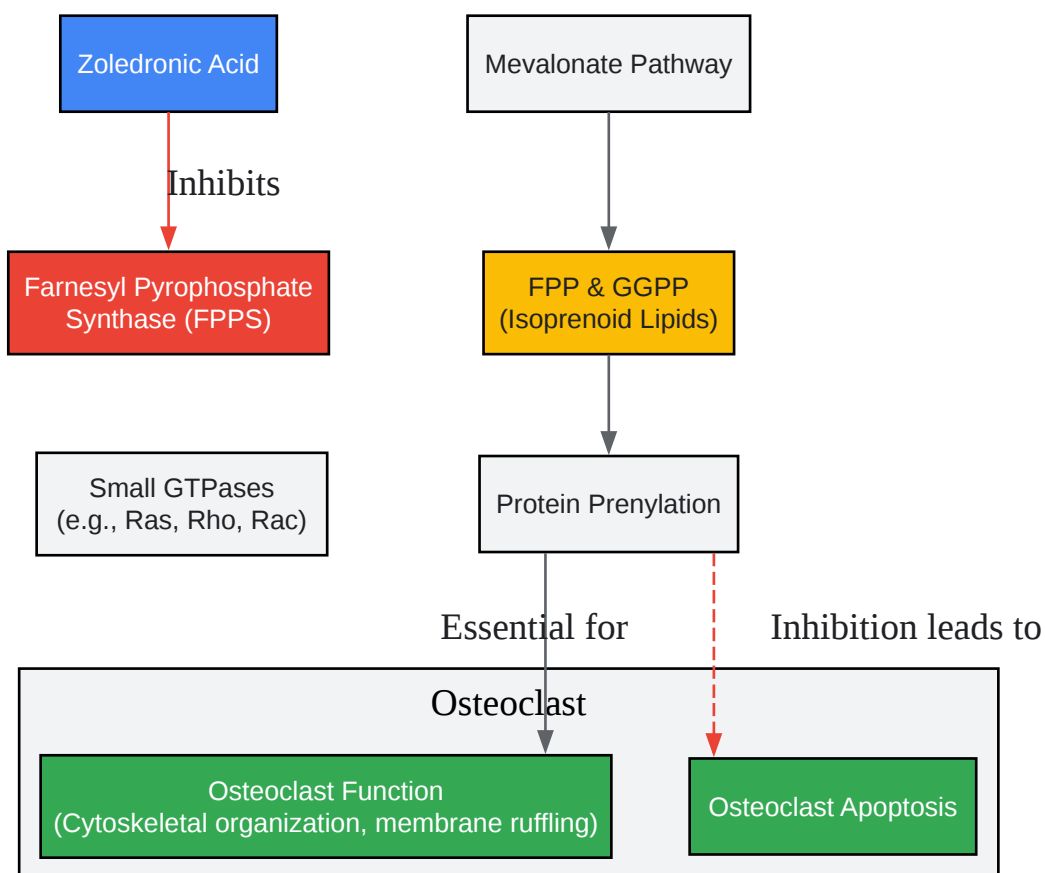 Zoledronic Acid
Mevalonate Pathway
Inhibits
Farnesyl Pyrophosphate
Synthase (FPPS)
FPP & GGPP
(Isoprenoid Lipids)
Small GTPases
(e.g., Ras, Rho, Rac)
Protein Prenylation
Essential for
Inhibition leads to
Osteoclast
Osteoclast Function
(Cytoskeletal organization, membrane ruffling)
Osteoclast Apoptosis